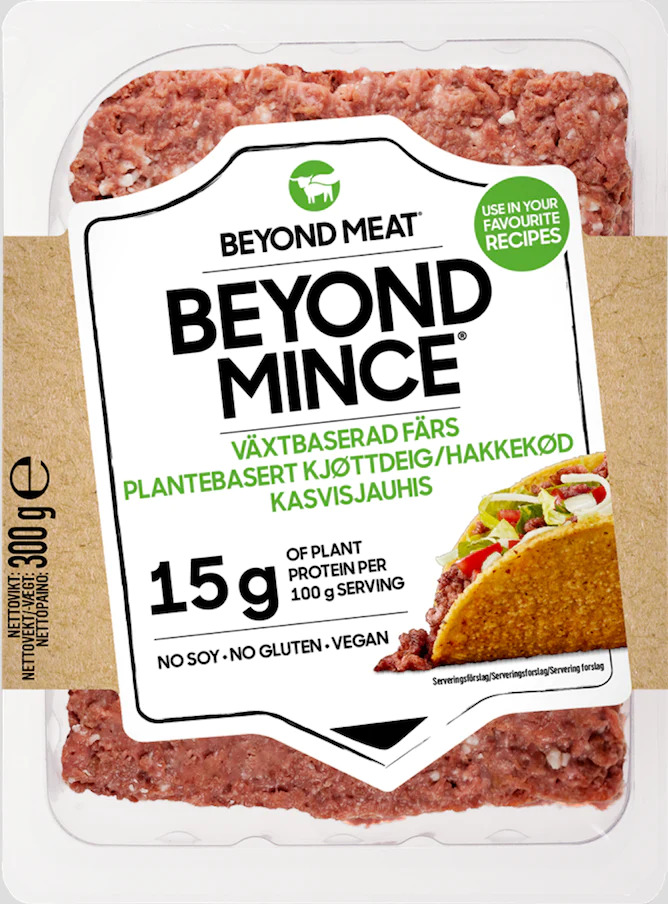 BEYOND MEAT®
USE IN YOUR
FAVOURITE
RECIPES
BEYOND
MINCE®
VÄXTBASERAD FÄRS
PLANTEBASERT KJØTTDEIG/HAKKEKØD
KASVISJAUHIS
15 g
OF PLANT
PROTEIN PER
100 g SERVING
NO SOY • NO GLUTEN • VEGAN
Serveringsförslag/Serveringsforslag/Servering forslag
NETTOVIKT:
NETTOVEKT/-VÆGT:
NETTOPAINO:
300 g e